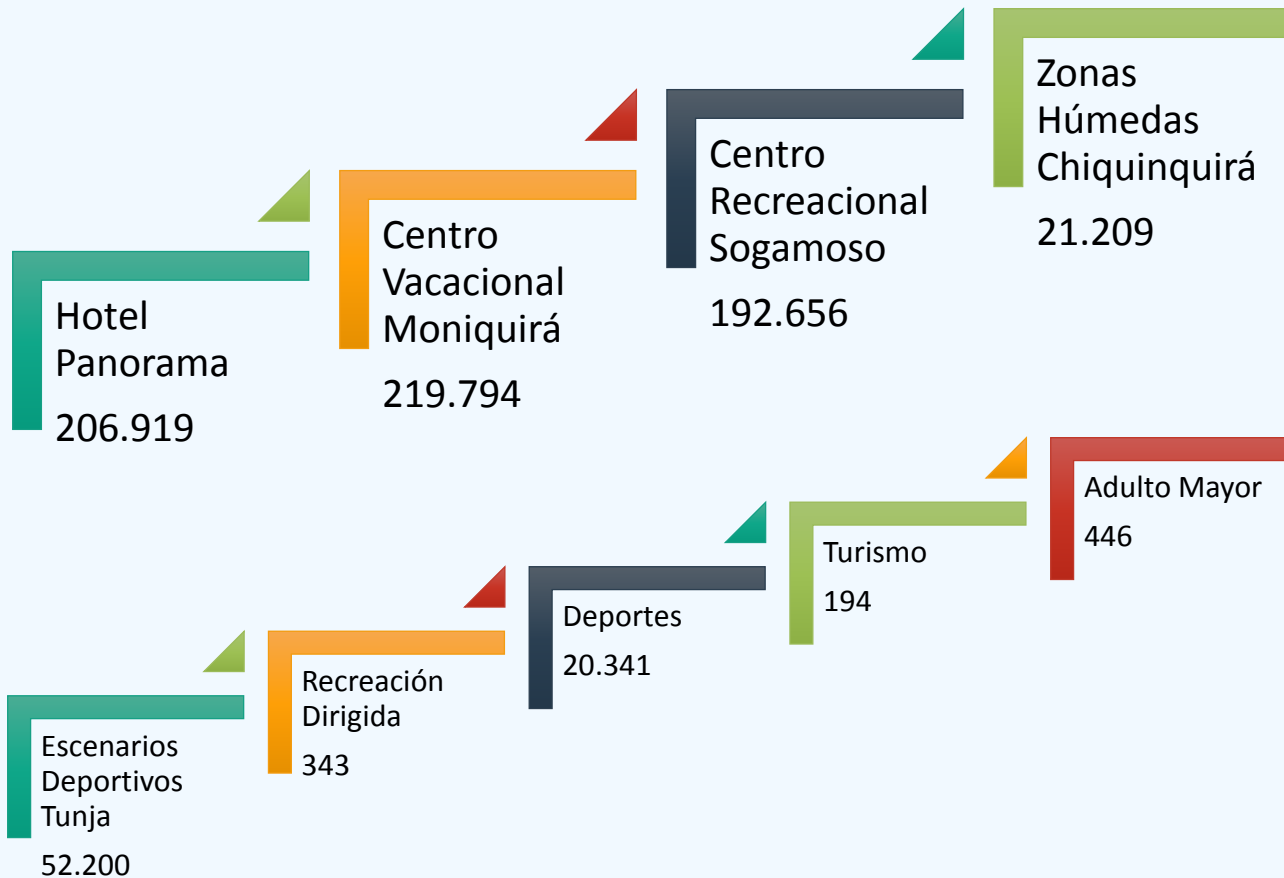 Hotel
Panorama
206.919
Centro
Vacacional
Moniquirá
219.794
Centro
Recreacional
Sogamoso
192.656
Zonas
Húmedas
Chiquinquirá
21.209
Escenarios
Deportivos
Tunja
52.200
Recreación
Dirigida
343
Deportes
20.341
Turismo
194
Adulto Mayor
446